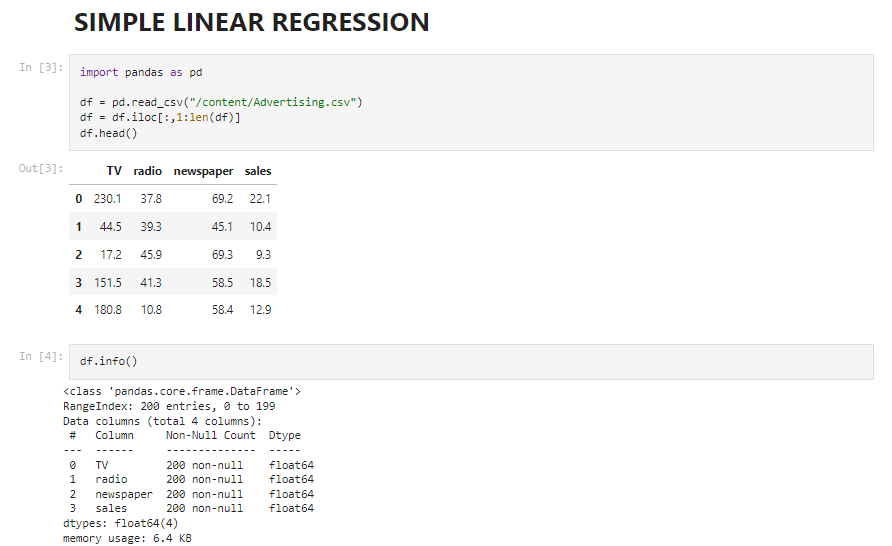 SIMPLE LINEAR REGRESSION
In [3]: import pandas as pd
df = pd.read_csv("/content/Advertising.csv")
df = df.iloc[:,1:len(df)]
df.head()
Out[3]: TV radio newspaper sales
0 230.1 37.8 69.2 22.1
1 44.5 39.3 45.1 10.4
2 17.2 45.9 69.3 9.3
3 151.5 41.3 58.5 18.5
4 180.8 10.8 58.4 12.9
In [4]: df.info()
<class 'pandas.core.frame.DataFrame'>
RangeIndex: 200 entries, 0 to 199
Data columns (total 4 columns):
# Column Non-Null Count Dtype
--- ------ -------------- -----
0 TV 200 non-null float64
1 radio 200 non-null float64
2 newspaper 200 non-null float64
3 sales 200 non-null float64
dtypes: float64(4)
memory usage: 6.4 KB